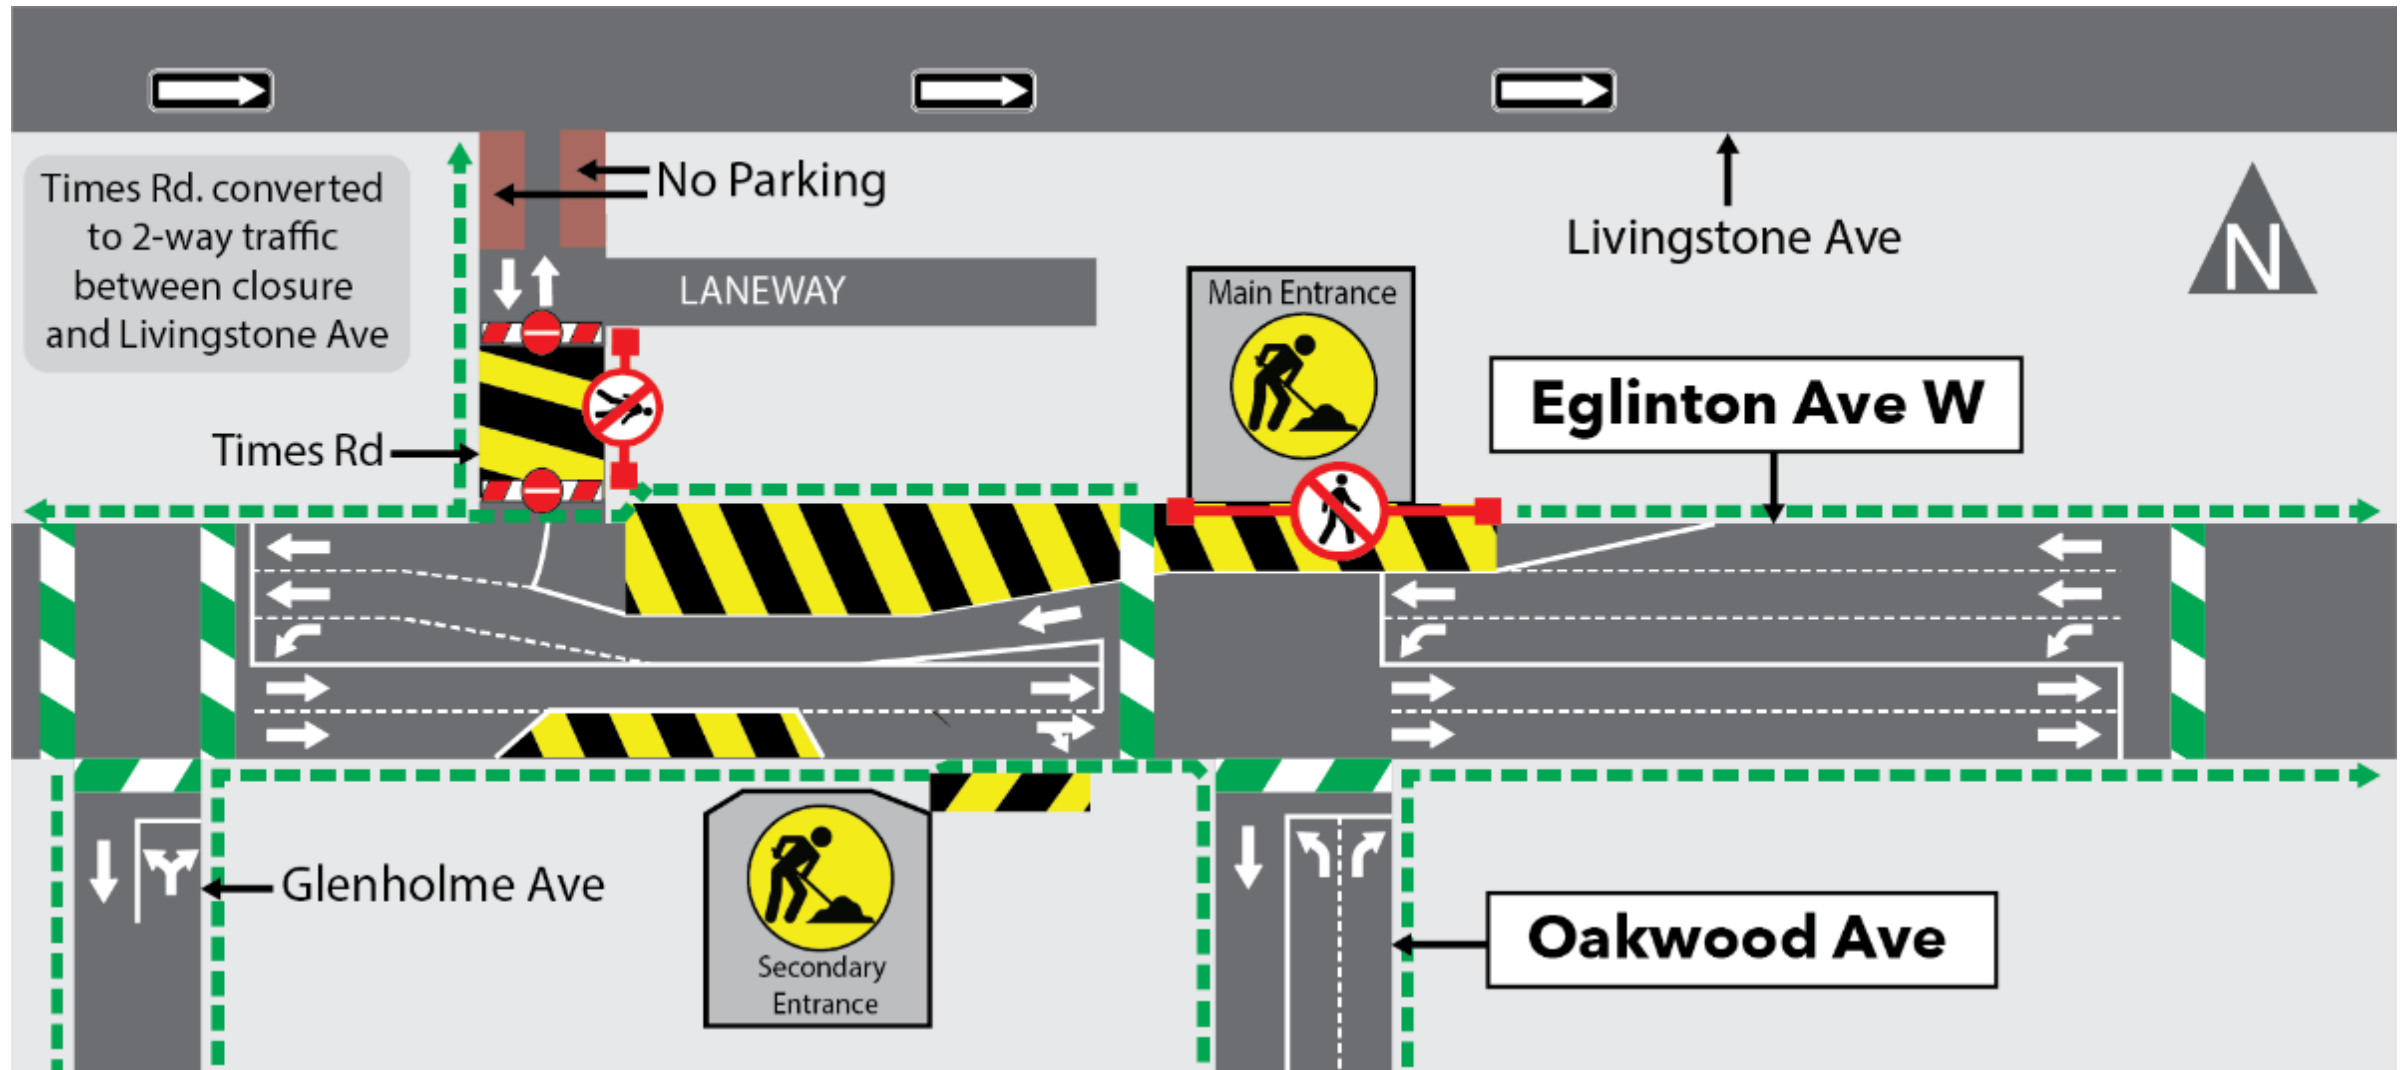 Times Rd. converted
to 2-way traffic
between closure
and Livingstone Ave
No Parking
Livingstone Ave
N
LANEWAY
Main Entrance
Eglinton Ave W
Times Rd
Glenholme Ave
Secondary
Entrance
Oakwood Ave